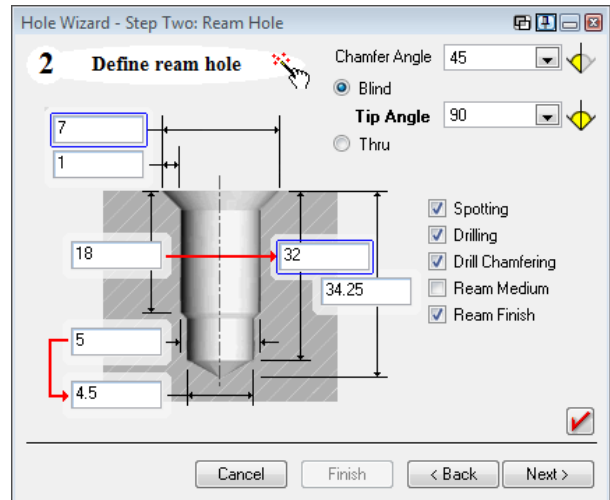 Hole Wizard - Step Two: Ream Hole
2 Define ream hole
Chamfer Angle 45
Blind
Tip Angle 90
Thru
7
1
18
32
34.25
5
4.5
Spotting
Drilling
Drill Chamfering
Ream Medium
Ream Finish
Cancel Finish < Back Next >